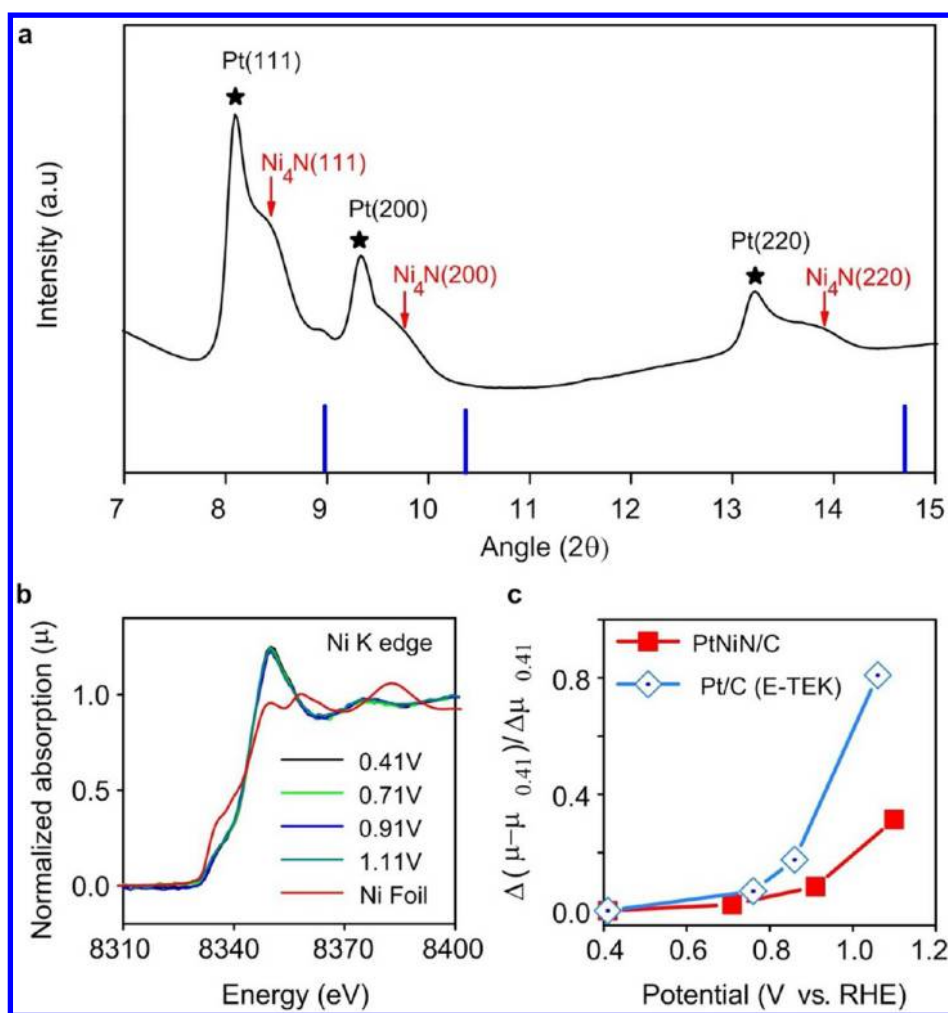 a
Pt(111)
Ni₄N(111)
Pt(200)
Ni₄N(200)
Pt(220)
Ni₄N(220)
Intensity (a.u)
7 8 9 10 11 12 13 14 15
Angle (2θ)
b
Normalized absorption (μ)
Ni K edge
1.0
0.5
0.0
0.41V
0.71V
0.91V
1.11V
Ni Foil
8310 8340 8370 8400
Energy (eV)
c
Δ(μ−μ 0.41)/Δμ 0.41
PtNiN/C
Pt/C (E-TEK)
0.8
0.4
0.0
0.4 0.6 0.8 1.0 1.2
Potential (V vs. RHE)